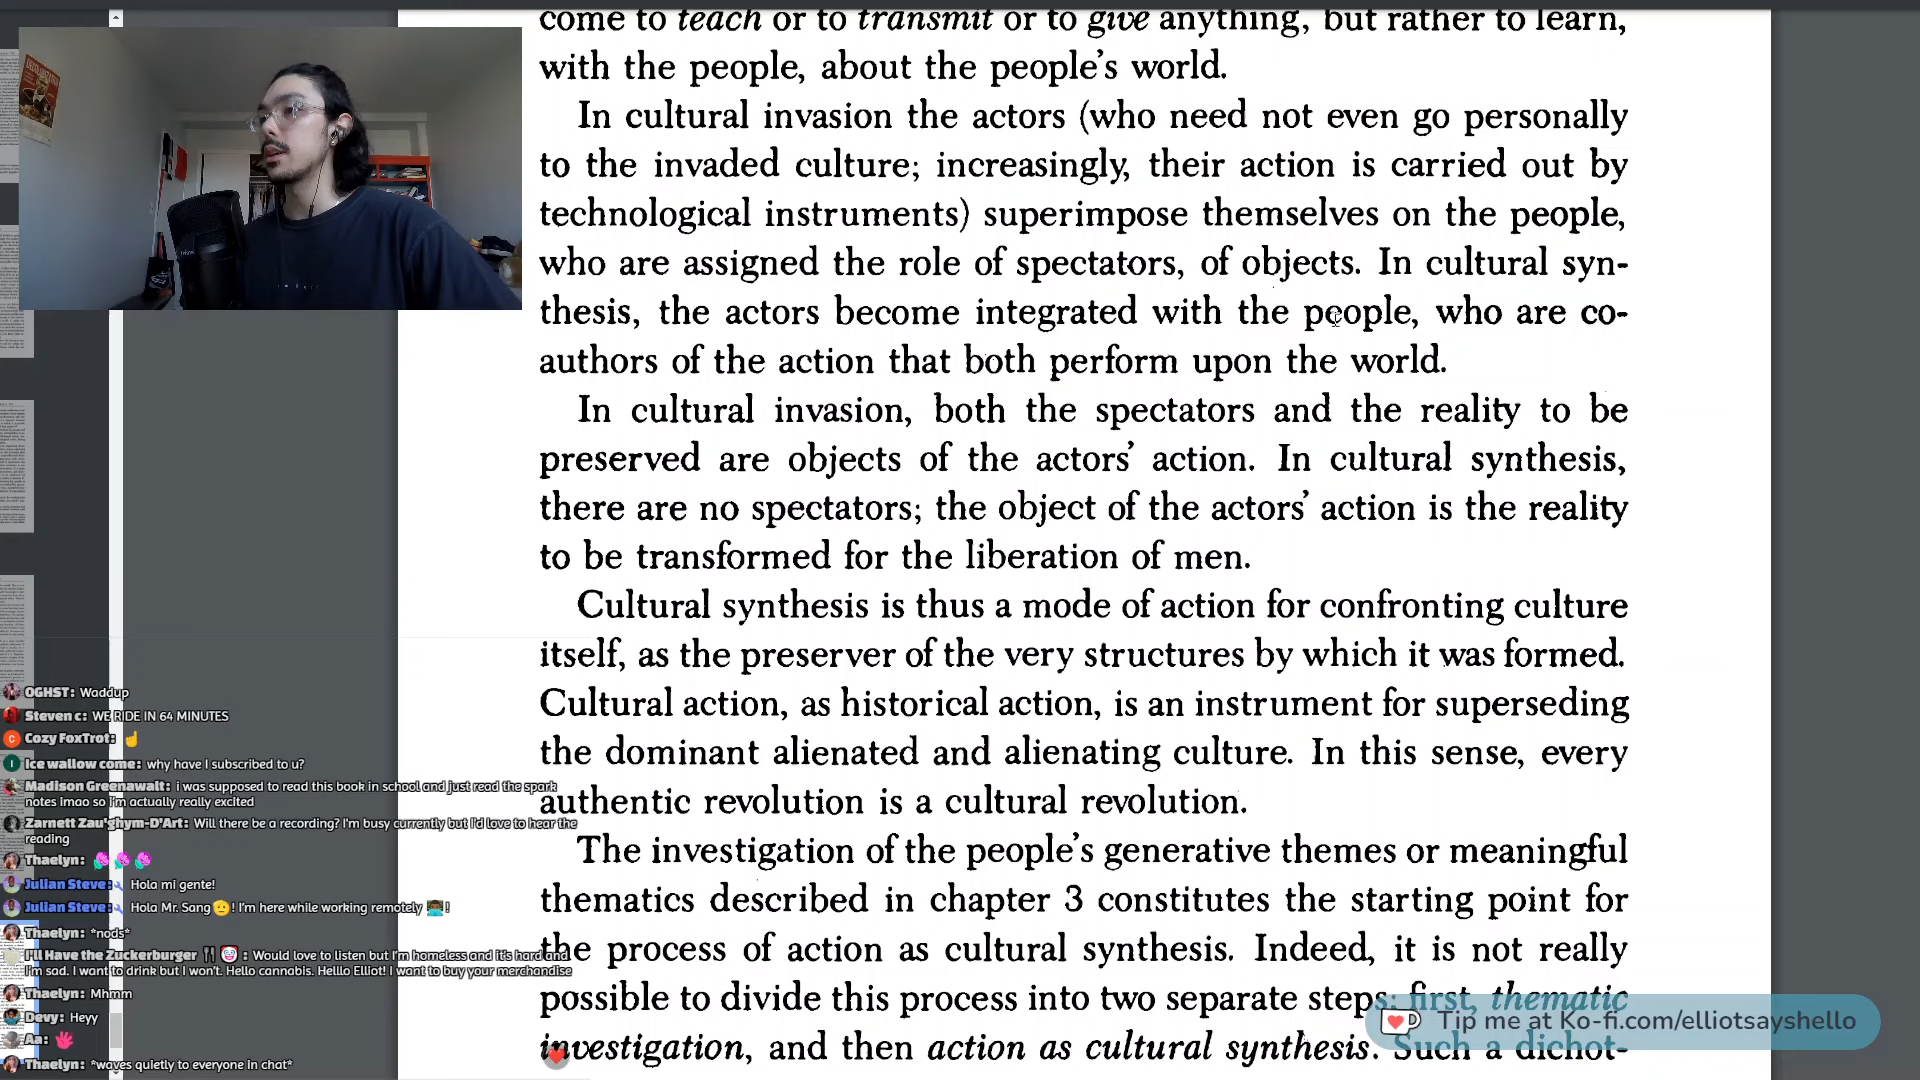 come to teach or to transmit or to give anything, but rather to learn,
with the people, about the people's world.
In cultural invasion the actors (who need not even go personally
to the invaded culture; increasingly, their action is carried out by
technological instruments) superimpose themselves on the people,
who are assigned the role of spectators, of objects. In cultural syn-
thesis, the actors become integrated with the people, who are co-
authors of the action that both perform upon the world.
In cultural invasion, both the spectators and the reality to be
preserved are objects of the actors' action. In cultural synthesis,
there are no spectators; the object of the actors' action is the reality
to be transformed for the liberation of men.
Cultural synthesis is thus a mode of action for confronting culture
itself, as the preserver of the very structures by which it was formed.
Cultural action, as historical action, is an instrument for superseding
the dominant alienated and alienating culture. In this sense, every
authentic revolution is a cultural revolution.
The investigation of the people's generative themes or meaningful
thematics described in chapter 3 constitutes the starting point for
the process of action as cultural synthesis. Indeed, it is not really
possible to divide this process into two separate steps: first, thematic
investigation, and then action as cultural synthesis. Such a dichot-
OGHST: Waddup
Steven c: WE RIDE IN 64 MINUTES
Cozy FoxTrot: ☝️
Ice wallow come: why have I subscribed to u?
Madison Greenawalt: i was supposed to read this book in school and just read the spark
notes lmao so i'm actually really excited
Zarnett Zau'ghym-D'Art: Will there be a recording? I'm busy currently but I'd love to hear the
reading
Thaelyn:
Julian Steve: Hola mi gente!
Julian Steve: Hola Mr. Sang🫡! I'm here while working remotely 👨🏾‍💻!
Thaelyn: *nods*
I'll Have the Zuckerburger 🍴🤡: Would love to listen but I'm homeless and it's hard and
I'm sad. I want to drink but I won't. Hello cannabis. Helllo Elliot! I want to buy your merchandise
Thaelyn: Mhmm
Devy: Heyy
Aa:
Thaelyn: *waves quietly to everyone in chat*
Tip me at Ko-fi.com/elliotsayshello